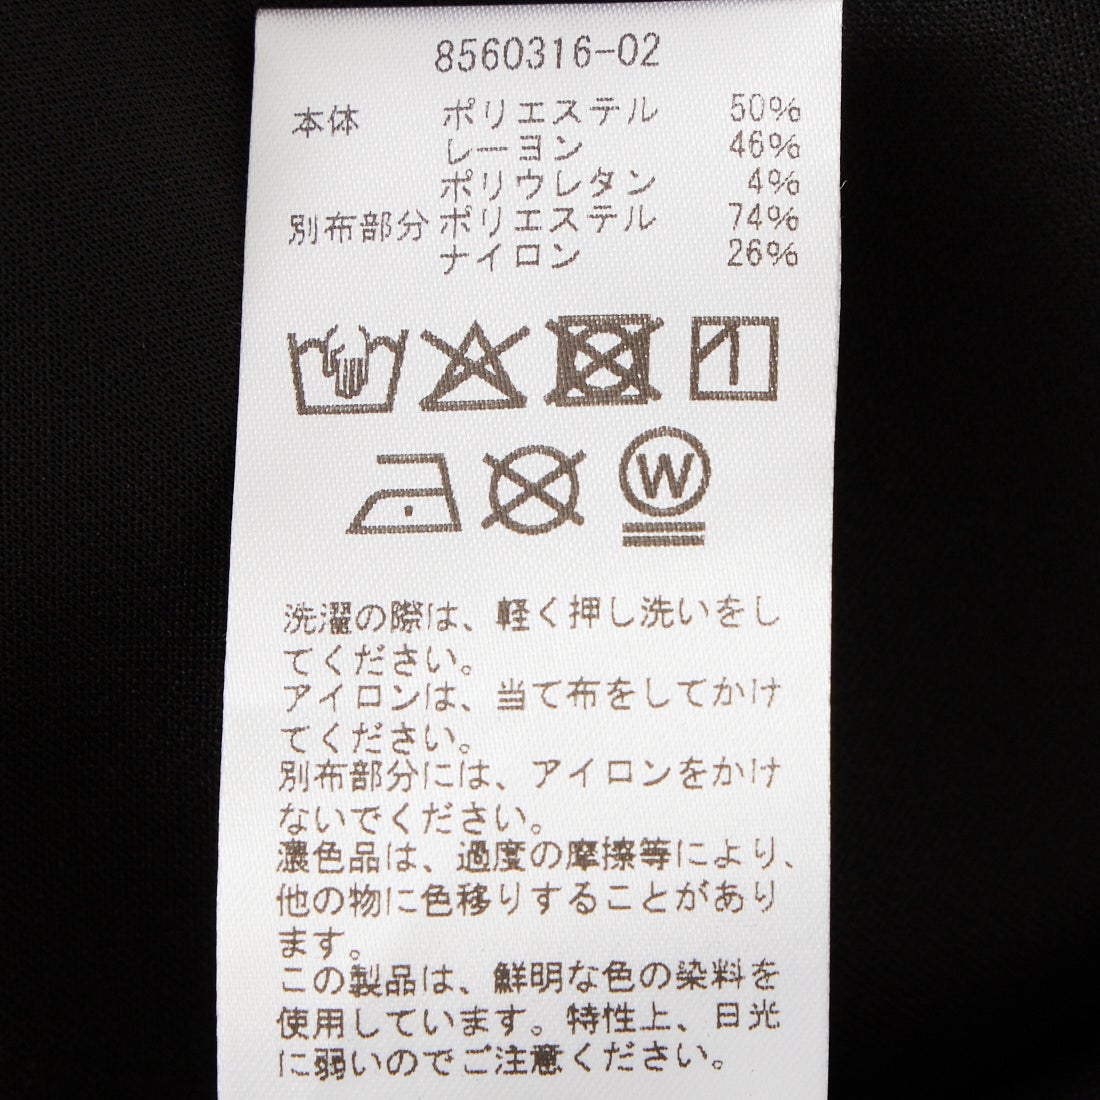 8560316-02
本体 ポリエステル 50%
レーヨン 46%
ポリウレタン 4%
別布部分 ポリエステル 74%
ナイロン 26%
W
洗濯の際は、軽く押し洗いをし
てください。
アイロンは、当て布をしてかけ
てください。
別布部分には、アイロンをかけ
ないでください。
濃色品は、過度の摩擦等により、
他の物に色移りすることがあり
ます。
この製品は、鮮明な色の染料を
使用しています。特性上、日光
に弱いのでご注意ください。